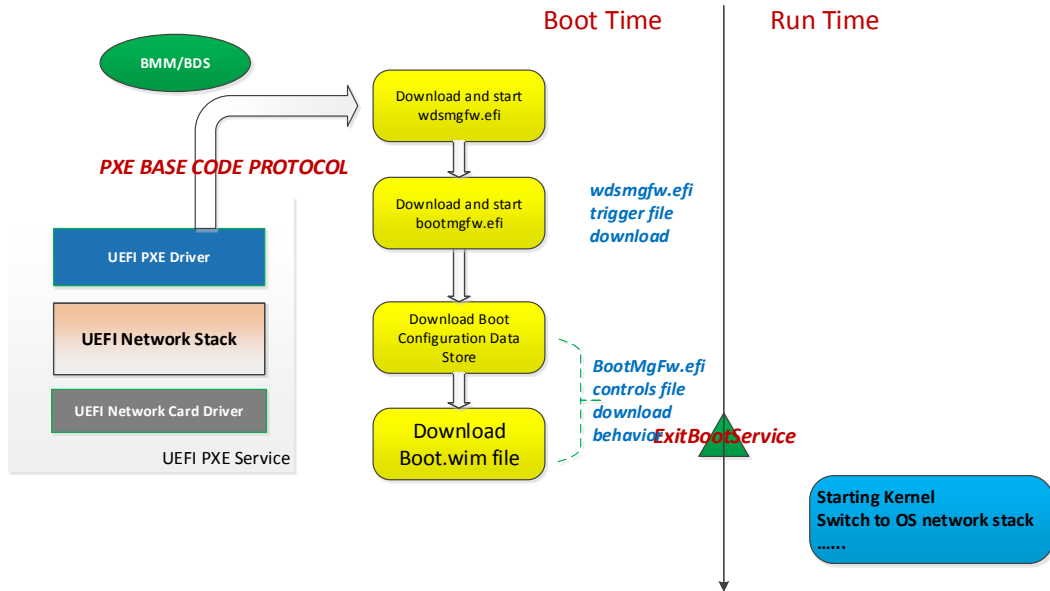 Boot Time
Run Time
BMM/BDS
PXE BASE CODE PROTOCOL
UEFI PXE Driver
UEFI Network Stack
UEFI Network Card Driver
UEFI PXE Service
Download and start
wdsmgfw.efi
Download and start
bootmgfw.efi
wdsmgfw.efi
trigger file
download
Download Boot
Configuration Data
Store
Download
Boot.wim file
BootMgFw.efi
controls file
download
behavior
ExitBootService
Starting Kernel
Switch to OS network stack
……